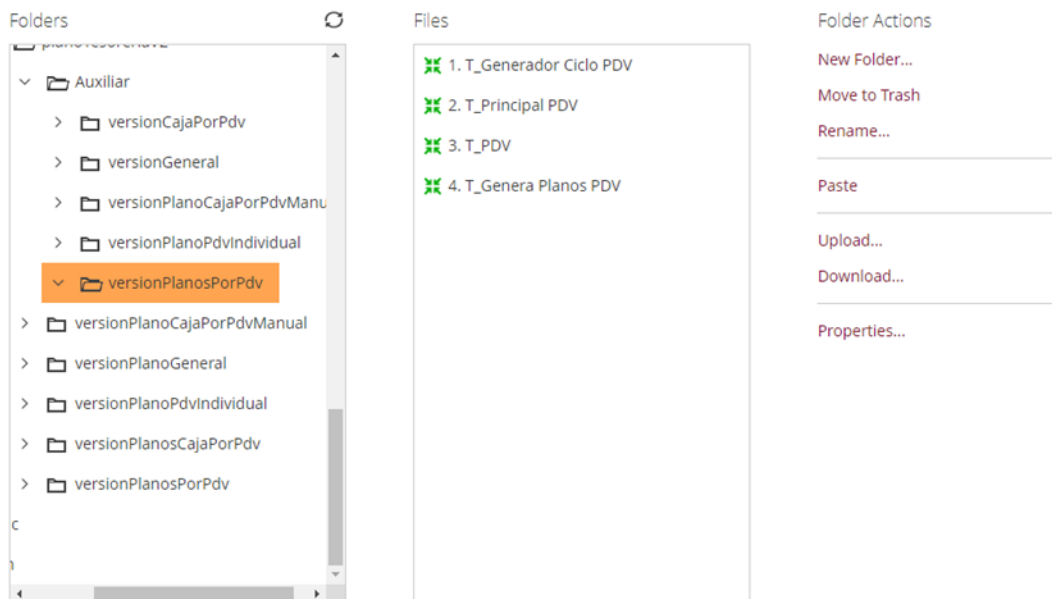 Folders
Auxiliar
versionCajaPorPdv
versionGeneral
versionPlanoCajaPorPdvManu
versionPlanoPdvIndividual
versionPlanosPorPdv
versionPlanoCajaPorPdvManual
versionPlanoGeneral
versionPlanoPdvIndividual
versionPlanosCajaPorPdv
versionPlanosPorPdv
c
Files
1. T_Generador Ciclo PDV
2. T_Principal PDV
3. T_PDV
4. T_Genera Planos PDV
Folder Actions
New Folder...
Move to Trash
Rename...
Paste
Upload...
Download...
Properties...